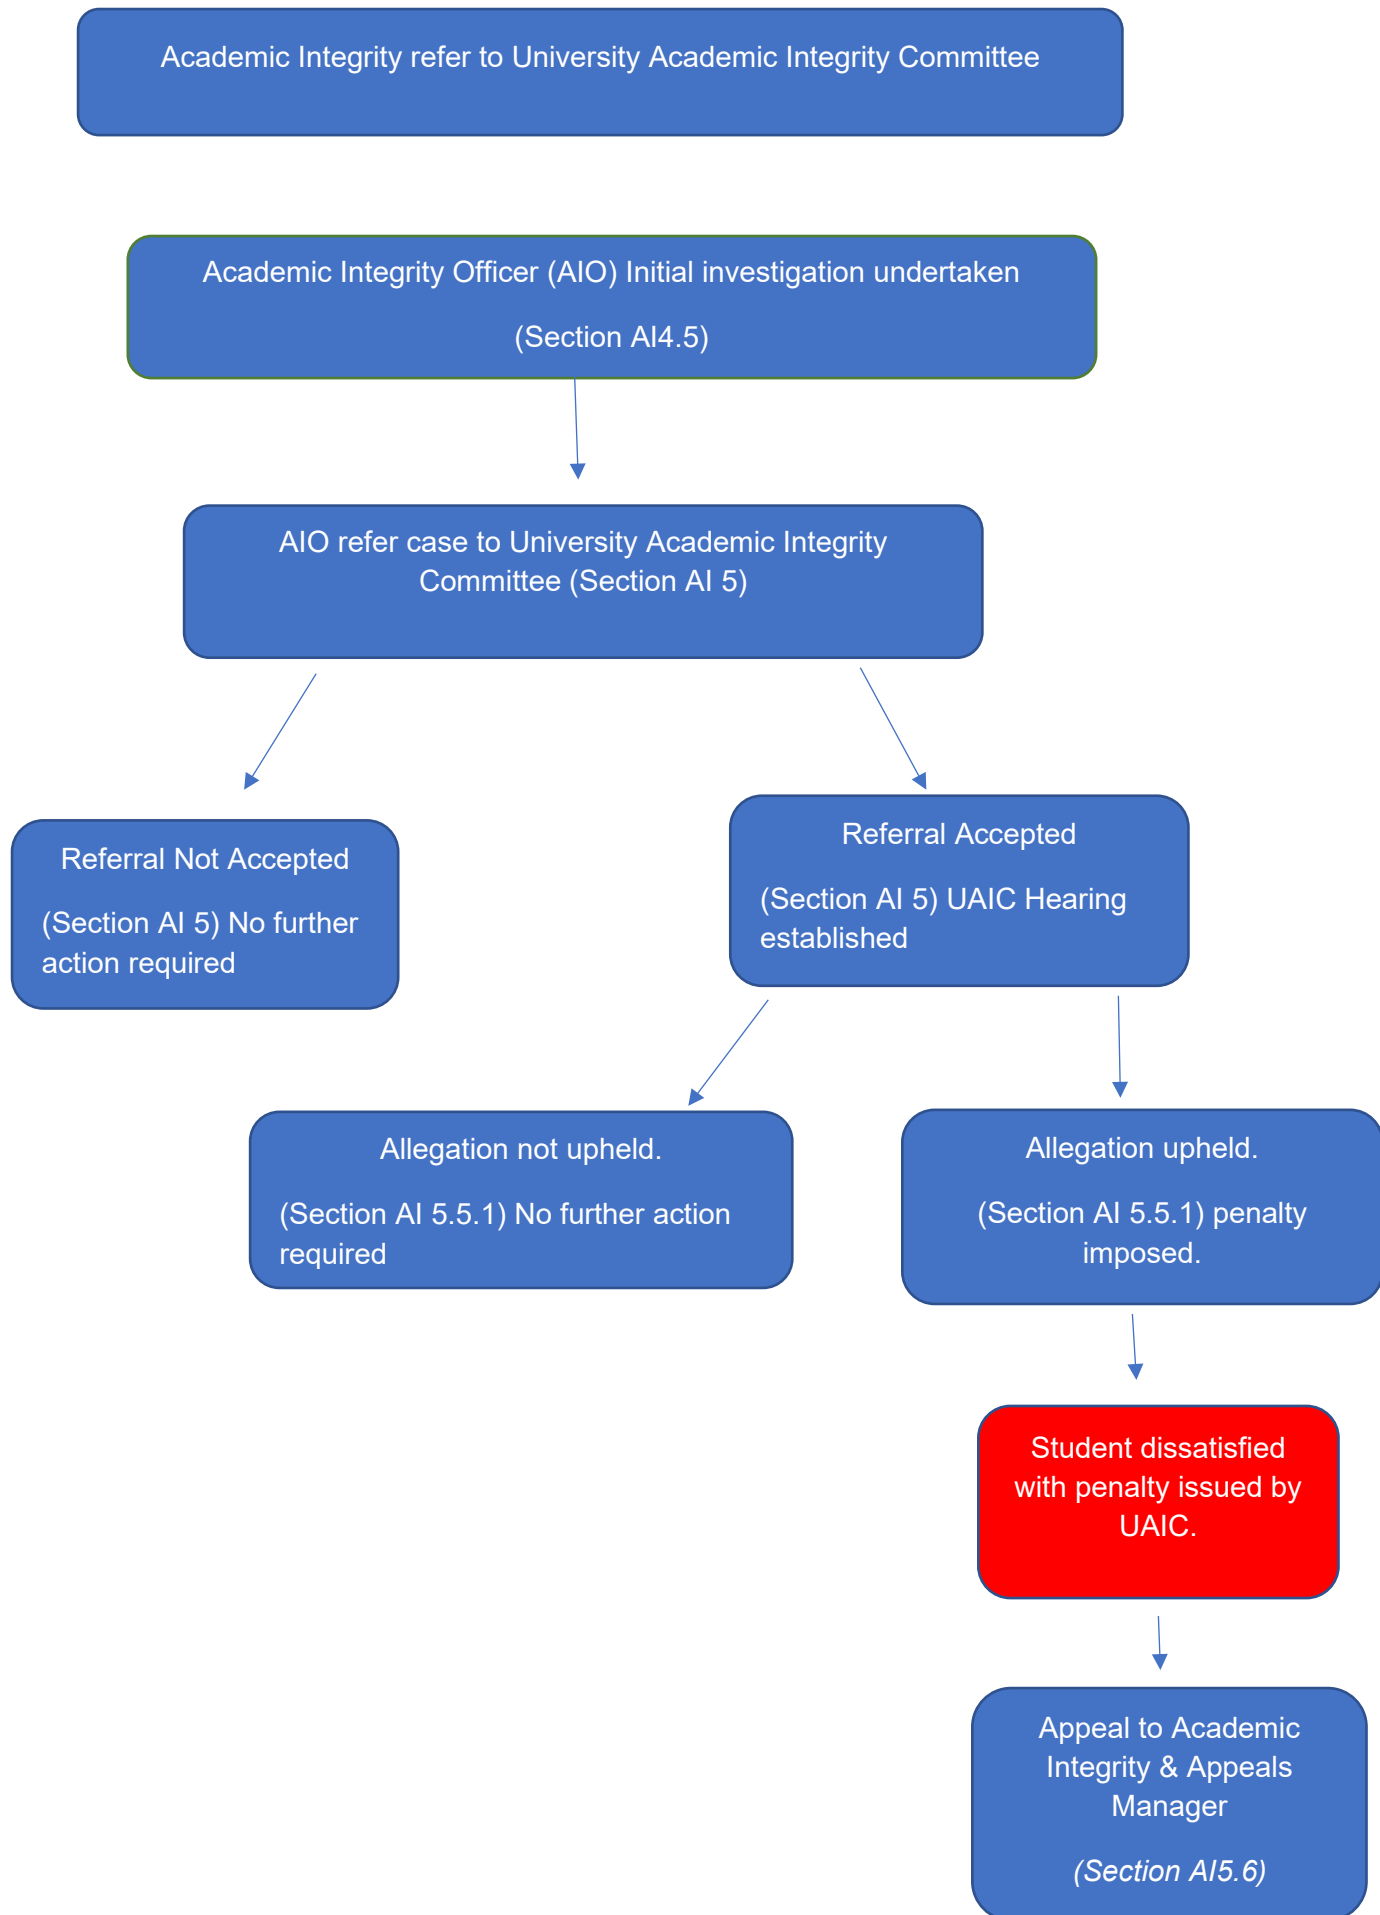 Academic Integrity refer to University Academic Integrity Committee
Academic Integrity Officer (AIO) Initial investigation undertaken
(Section AI4.5)
AIO refer case to University Academic Integrity
Committee (Section AI 5)
Referral Not Accepted
(Section AI 5) No further
action required
Referral Accepted
(Section AI 5) UAIC Hearing
established
Allegation not upheld.
(Section AI 5.5.1) No further action
required
Allegation upheld.
(Section AI 5.5.1) penalty
imposed.
Student dissatisfied
with penalty issued by
UAIC.
Appeal to Academic
Integrity & Appeals
Manager
(Section AI5.6)